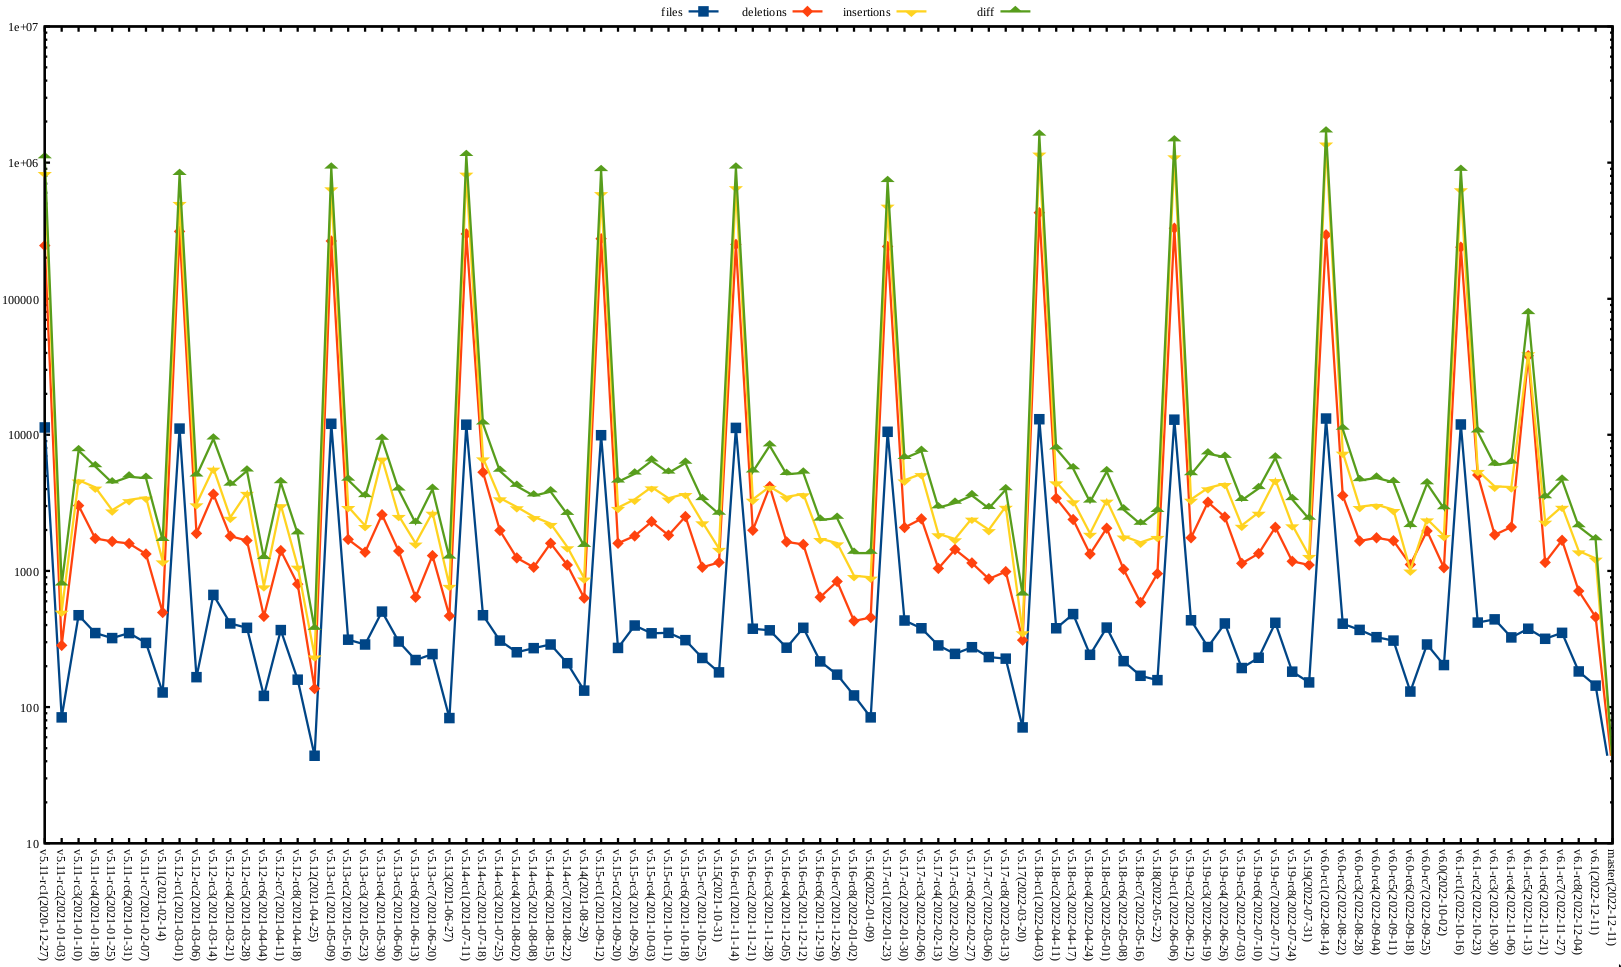 files deletions insertions diff
1e+07
1e+06
100000
10000
1000
100
10
v5.11-rc1(2020-12-27)
v5.11-rc2(2021-01-03)
v5.11-rc3(2021-01-10)
v5.11-rc4(2021-01-18)
v5.11-rc5(2021-01-25)
v5.11-rc6(2021-01-31)
v5.11-rc7(2021-02-07)
v5.11(2021-02-14)
v5.12-rc1(2021-03-01)
v5.12-rc2(2021-03-06)
v5.12-rc3(2021-03-14)
v5.12-rc4(2021-03-21)
v5.12-rc5(2021-03-28)
v5.12-rc6(2021-04-04)
v5.12-rc7(2021-04-11)
v5.12-rc8(2021-04-18)
v5.12(2021-04-25)
v5.13-rc1(2021-05-09)
v5.13-rc2(2021-05-16)
v5.13-rc3(2021-05-23)
v5.13-rc4(2021-05-30)
v5.13-rc5(2021-06-06)
v5.13-rc6(2021-06-13)
v5.13-rc7(2021-06-20)
v5.13(2021-06-27)
v5.14-rc1(2021-07-11)
v5.14-rc2(2021-07-18)
v5.14-rc3(2021-07-25)
v5.14-rc4(2021-08-02)
v5.14-rc5(2021-08-08)
v5.14-rc6(2021-08-15)
v5.14-rc7(2021-08-22)
v5.14(2021-08-29)
v5.15-rc1(2021-09-12)
v5.15-rc2(2021-09-20)
v5.15-rc3(2021-09-26)
v5.15-rc4(2021-10-03)
v5.15-rc5(2021-10-11)
v5.15-rc6(2021-10-18)
v5.15-rc7(2021-10-25)
v5.15(2021-10-31)
v5.16-rc1(2021-11-14)
v5.16-rc2(2021-11-21)
v5.16-rc3(2021-11-28)
v5.16-rc4(2021-12-05)
v5.16-rc5(2021-12-12)
v5.16-rc6(2021-12-19)
v5.16-rc7(2021-12-26)
v5.16-rc8(2022-01-02)
v5.16(2022-01-09)
v5.17-rc1(2022-01-23)
v5.17-rc2(2022-01-30)
v5.17-rc3(2022-02-06)
v5.17-rc4(2022-02-13)
v5.17-rc5(2022-02-20)
v5.17-rc6(2022-02-27)
v5.17-rc7(2022-03-06)
v5.17-rc8(2022-03-13)
v5.17(2022-03-20)
v5.18-rc1(2022-04-03)
v5.18-rc2(2022-04-11)
v5.18-rc3(2022-04-17)
v5.18-rc4(2022-04-24)
v5.18-rc5(2022-05-01)
v5.18-rc6(2022-05-08)
v5.18-rc7(2022-05-16)
v5.18(2022-05-22)
v5.19-rc1(2022-06-06)
v5.19-rc2(2022-06-12)
v5.19-rc3(2022-06-19)
v5.19-rc4(2022-06-26)
v5.19-rc5(2022-07-03)
v5.19-rc6(2022-07-10)
v5.19-rc7(2022-07-17)
v5.19-rc8(2022-07-24)
v5.19(2022-07-31)
v6.0-rc1(2022-08-14)
v6.0-rc2(2022-08-22)
v6.0-rc3(2022-08-28)
v6.0-rc4(2022-09-04)
v6.0-rc5(2022-09-11)
v6.0-rc6(2022-09-18)
v6.0-rc7(2022-09-25)
v6.0(2022-10-02)
v6.1-rc1(2022-10-16)
v6.1-rc2(2022-10-23)
v6.1-rc3(2022-10-30)
v6.1-rc4(2022-11-06)
v6.1-rc5(2022-11-13)
v6.1-rc6(2022-11-21)
v6.1-rc7(2022-11-27)
v6.1-rc8(2022-12-04)
v6.1(2022-12-11)
master(2022-12-11)